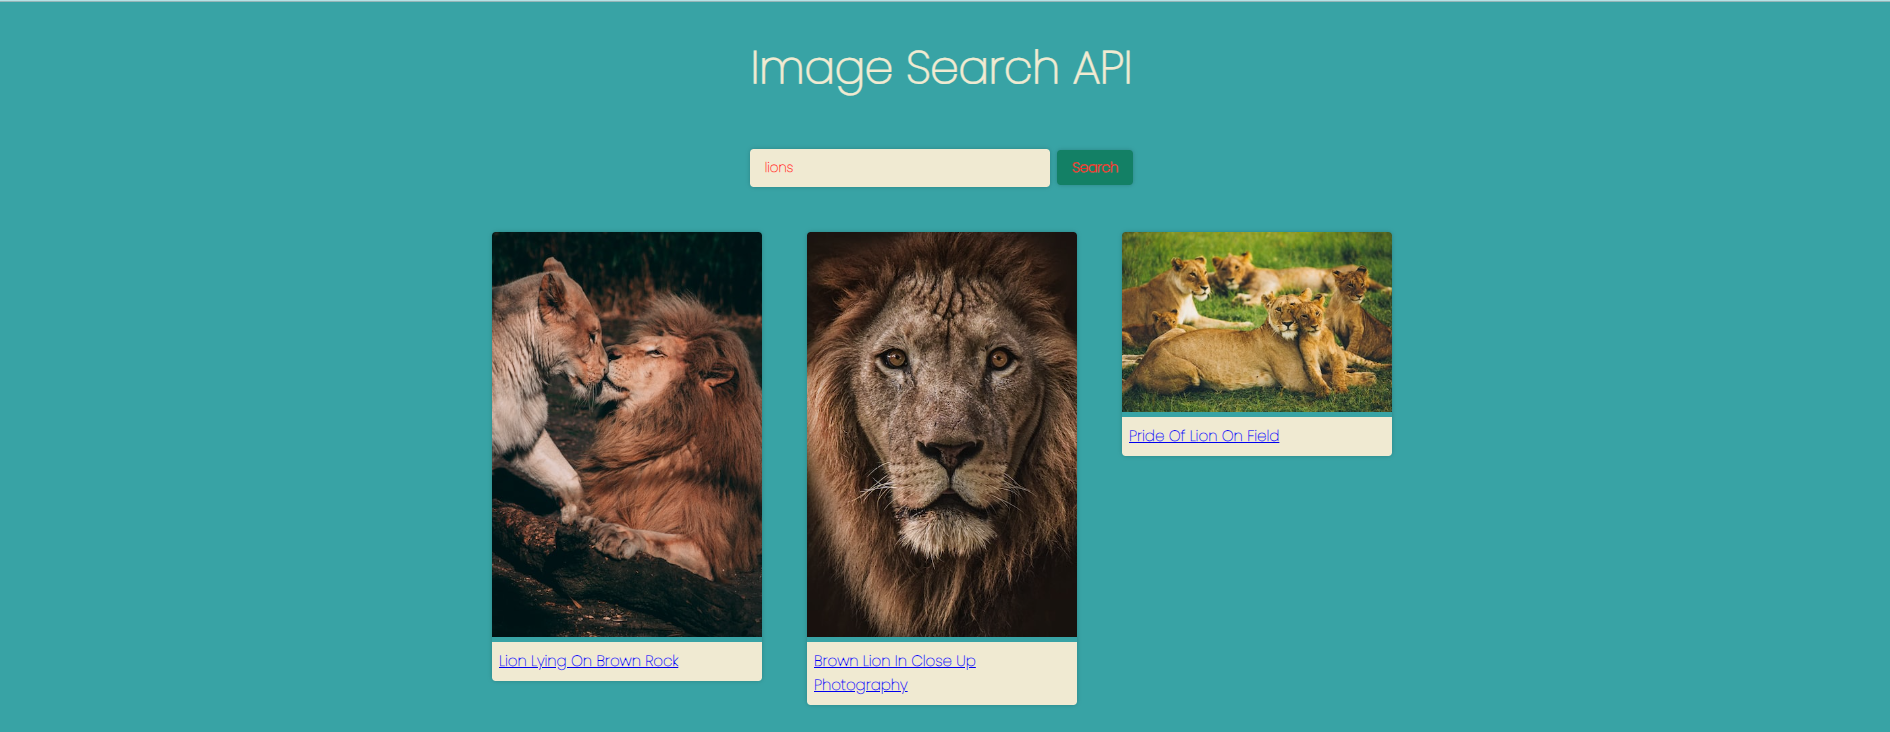 Image Search API
lions
Search
Lion Lying On Brown Rock
Brown Lion In Close Up
Photography
Pride Of Lion On Field